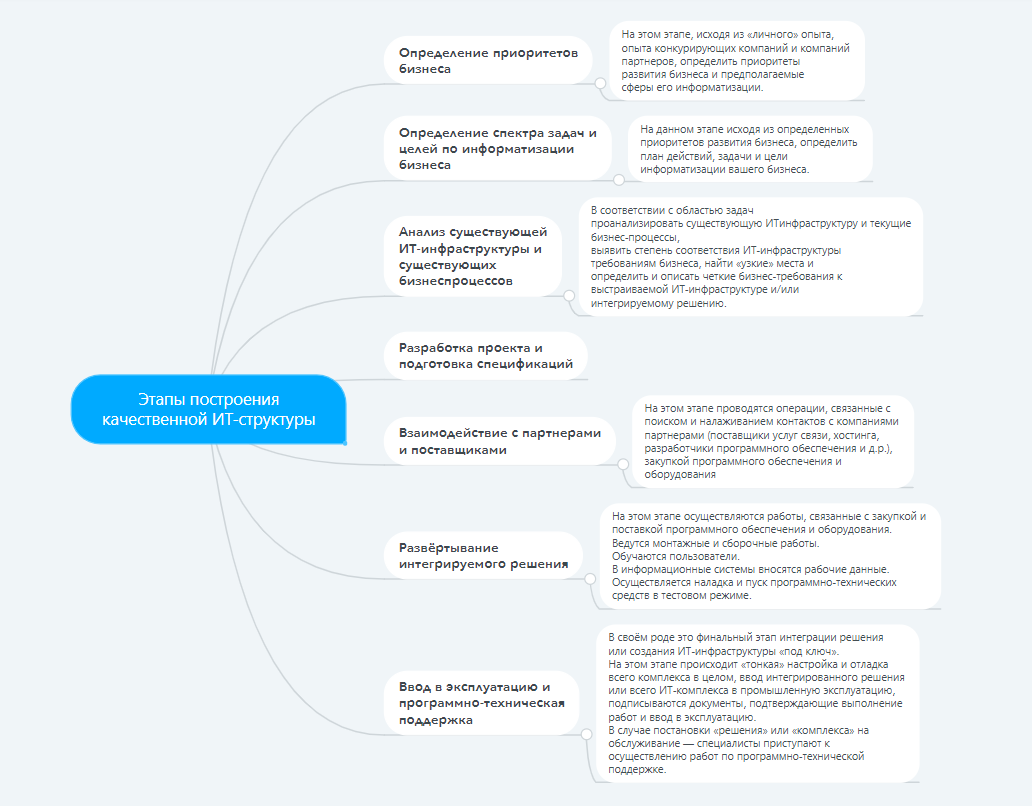 Этапы построения
качественной ИТ-структуры
Определение приоритетов
бизнеса
На этом этапе, исходя из «личного» опыта,
опыта конкурирующих компаний и компаний
партнеров, определить приоритеты
развития бизнеса и предполагаемые
сферы его информатизации.
Определение спектра задач и
целей по информатизации
бизнеса
На данном этапе исходя из определенных
приоритетов развития бизнеса, определить
план действий, задачи и цели
информатизации вашего бизнеса.
Анализ существующей
ИТ-инфраструктуры и
существующих
бизнеспроцессов
В соответствии с областью задач
проанализировать существующую ИТинфраструктуру и текущие
бизнес-процессы,
выявить степень соответствия ИТ-инфраструктуры
требованиям бизнеса, найти «узкие» места и
определить и описать четкие бизнес-требования к
выстраиваемой ИТ-инфраструктуре и/или
интегрируемому решению.
Разработка проекта и
подготовка спецификаций
Взаимодействие с партнерами
и поставщиками
На этом этапе проводятся операции, связанные с
поиском и налаживанием контактов с компаниями
партнерами (поставщики услуг связи, хостинга,
разработчики программного обеспечения и д.р.),
закупкой программного обеспечения и
оборудования
Развёртывание
интегрируемого решения
На этом этапе осуществляются работы, связанные с закупкой и
поставкой программного обеспечения и оборудования.
Ведутся монтажные и сборочные работы.
Обучаются пользователи.
В информационные системы вносятся рабочие данные.
Осуществляется наладка и пуск программно-технических
средств в тестовом режиме.
Ввод в эксплуатацию и
программно-техническая
поддержка
В своём роде это финальный этап интеграции решения
или создания ИТ-инфраструктуры «под ключ».
На этом этапе происходит «тонкая» настройка и отладка
всего комплекса в целом, ввод интегрированного решения
или всего ИТ-комплекса в промышленную эксплуатацию,
подписываются документы, подтверждающие выполнение
работ и ввод в эксплуатацию.
В случае постановки «решения» или «комплекса» на
обслуживание — специалисты приступают к
осуществлению работ по программно-технической
поддержке.